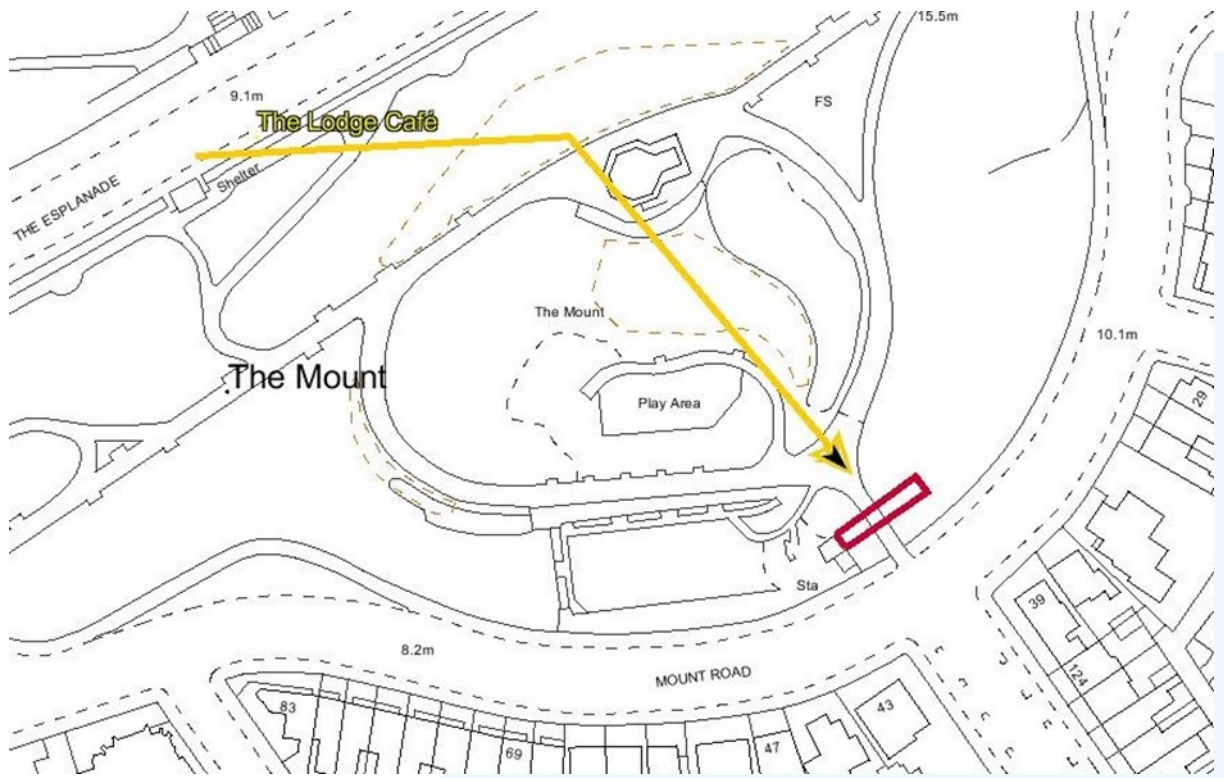 15.5m
9.1m
FS
The Lodge Café
Shelter
THE ESPLANADE
The Mount
10.1m
The Mount
Play Area
29
Sta
39
8.2m
124
MOUNT ROAD
83
43
69
47